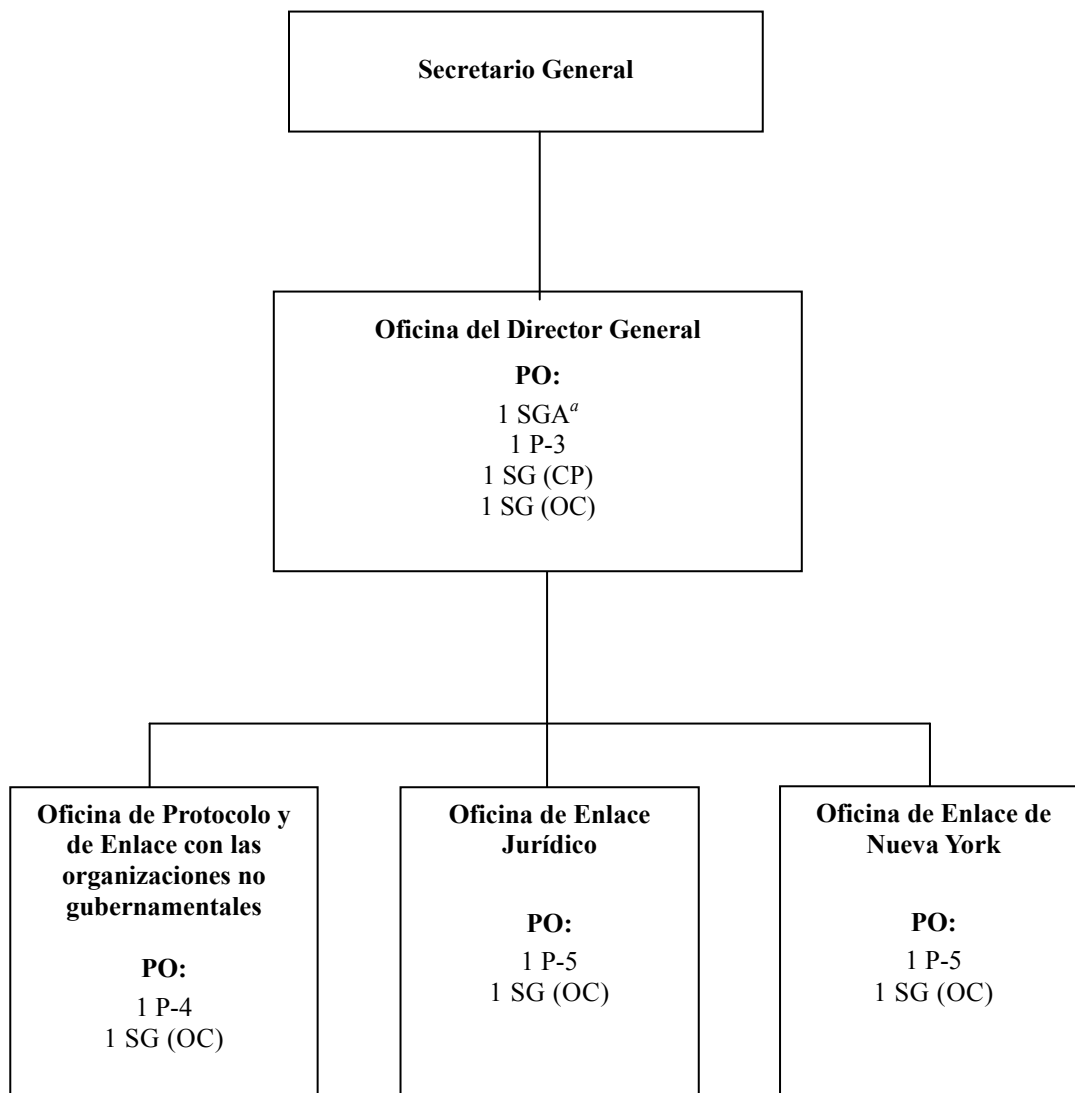 Secretario General
Oficina del Director General
PO:
1 SGAᵃ
1 P-3
1 SG (CP)
1 SG (OC)
Oficina de Protocolo y
de Enlace con las
organizaciones no
gubernamentales
PO:
1 P-4
1 SG (OC)
Oficina de Enlace
Jurídico
PO:
1 P-5
1 SG (OC)
Oficina de Enlace de
Nueva York
PO:
1 P-5
1 SG (OC)